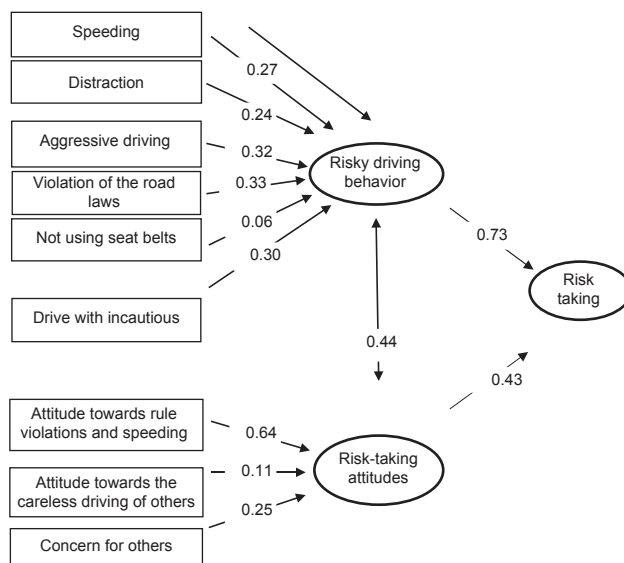 Speeding
0.27
Distraction
0.24
Aggressive driving
0.32
Risky driving
behavior
Violation of the road
laws
0.33
Not using seat belts
0.06
0.30
Drive with incautious
0.73
Risk
taking
0.44
0.43
Attitude towards rule
violations and speeding
0.64
Attitude towards the
careless driving of others
0.11
Risk-taking
attitudes
0.25
Concern for others